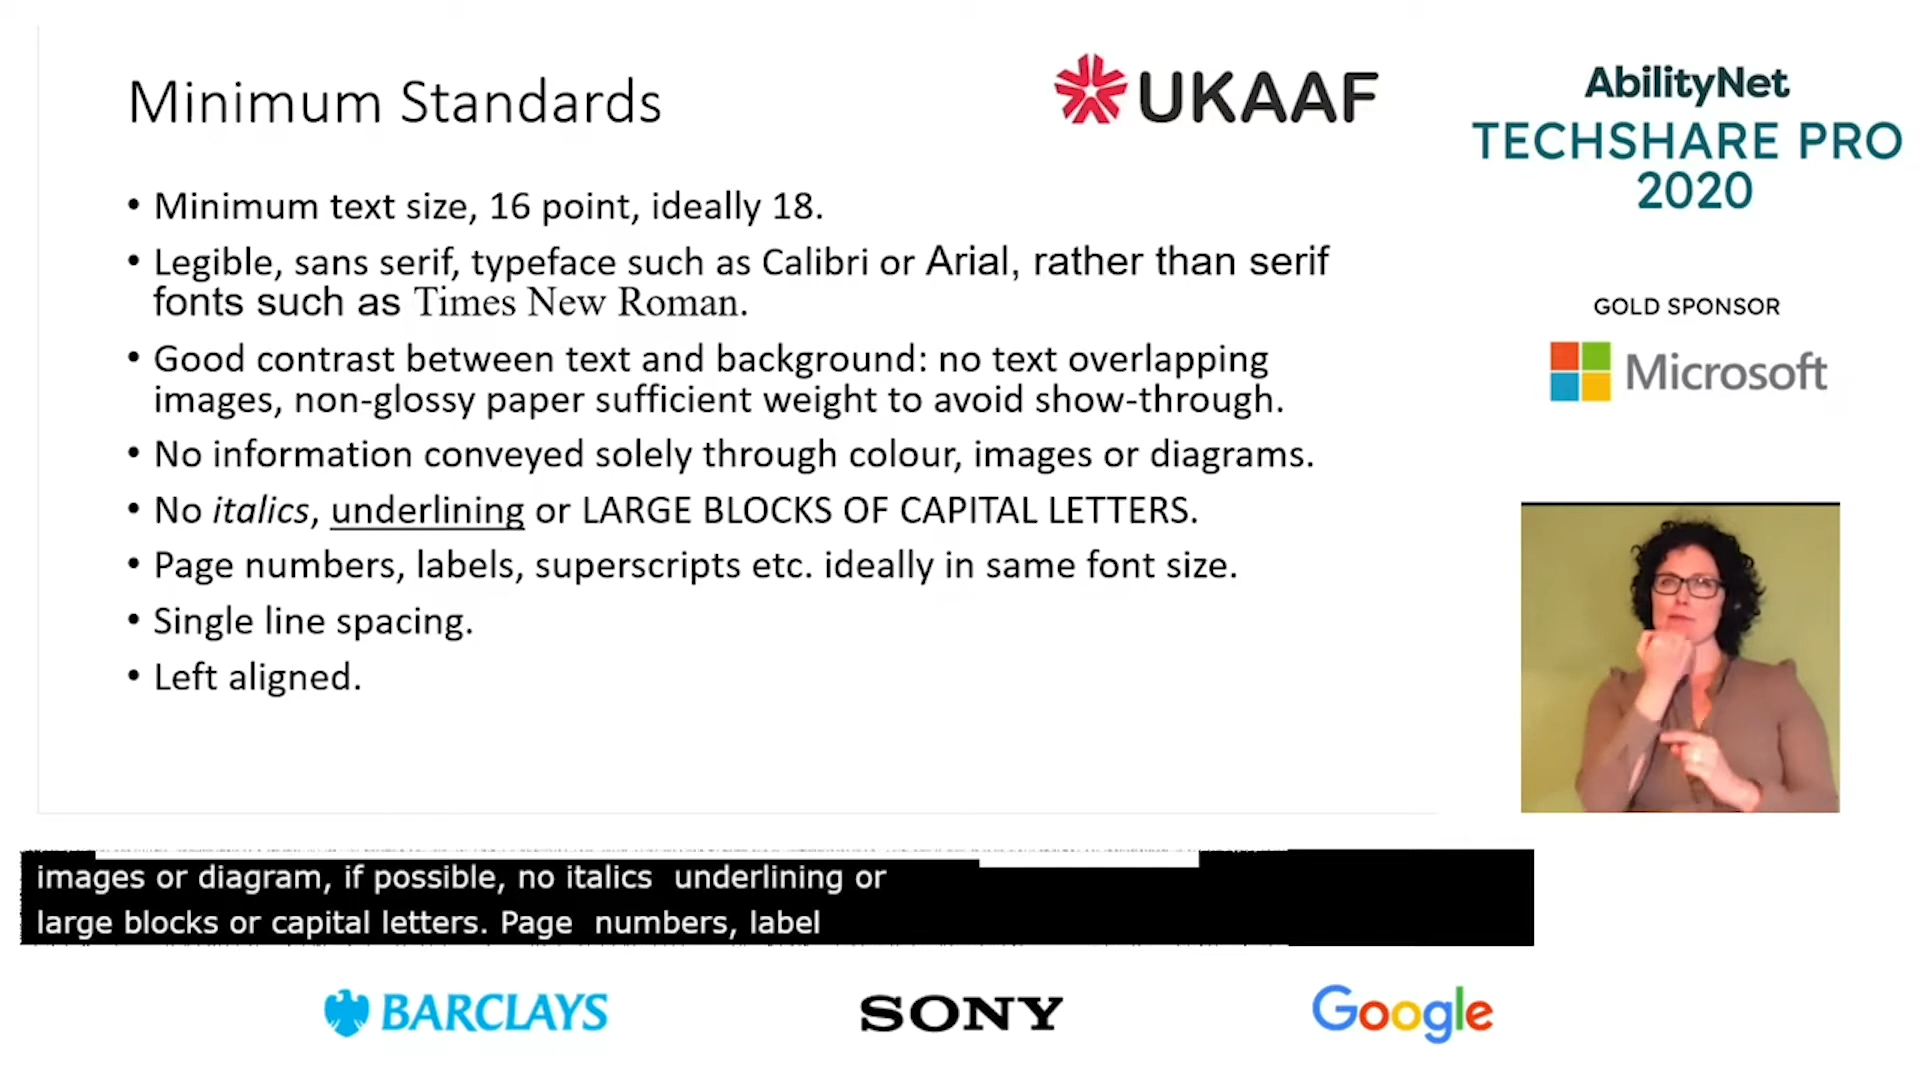 Minimum Standards
UKAAF
AbilityNet
TECHSHARE PRO
2020
• Minimum text size, 16 point, ideally 18.
• Legible, sans serif, typeface such as Calibri or Arial, rather than serif
fonts such as Times New Roman.
• Good contrast between text and background: no text overlapping
images, non-glossy paper sufficient weight to avoid show-through.
• No information conveyed solely through colour, images or diagrams.
• No italics, underlining or LARGE BLOCKS OF CAPITAL LETTERS.
• Page numbers, labels, superscripts etc. ideally in same font size.
• Single line spacing.
• Left aligned.
GOLD SPONSOR
Microsoft
images or diagram, if possible, no italics  underlining or
large blocks or capital letters. Page  numbers, label
BARCLAYS
SONY
Google